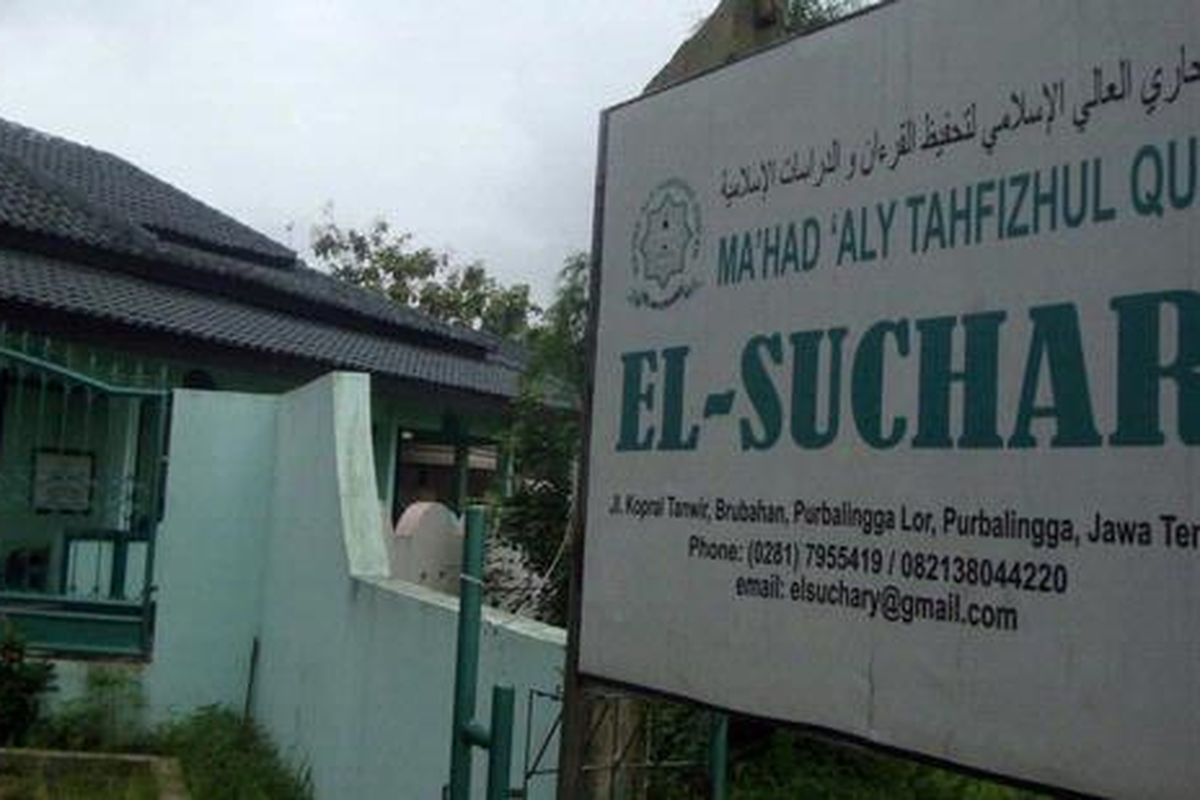 حاري العالي الإسلامي لتحفيظ القرءان و الدراسات الإسلامية
MA'HAD 'ALY TAHFIZHUL QU
EL-SUCHAR
Jl. Kopral Tanwir, Brubahan, Purbalingga Lor, Purbalingga, Jawa Ten
Phone: (0281) 7955419 / 082138044220
email: elsuchary@gmail.com